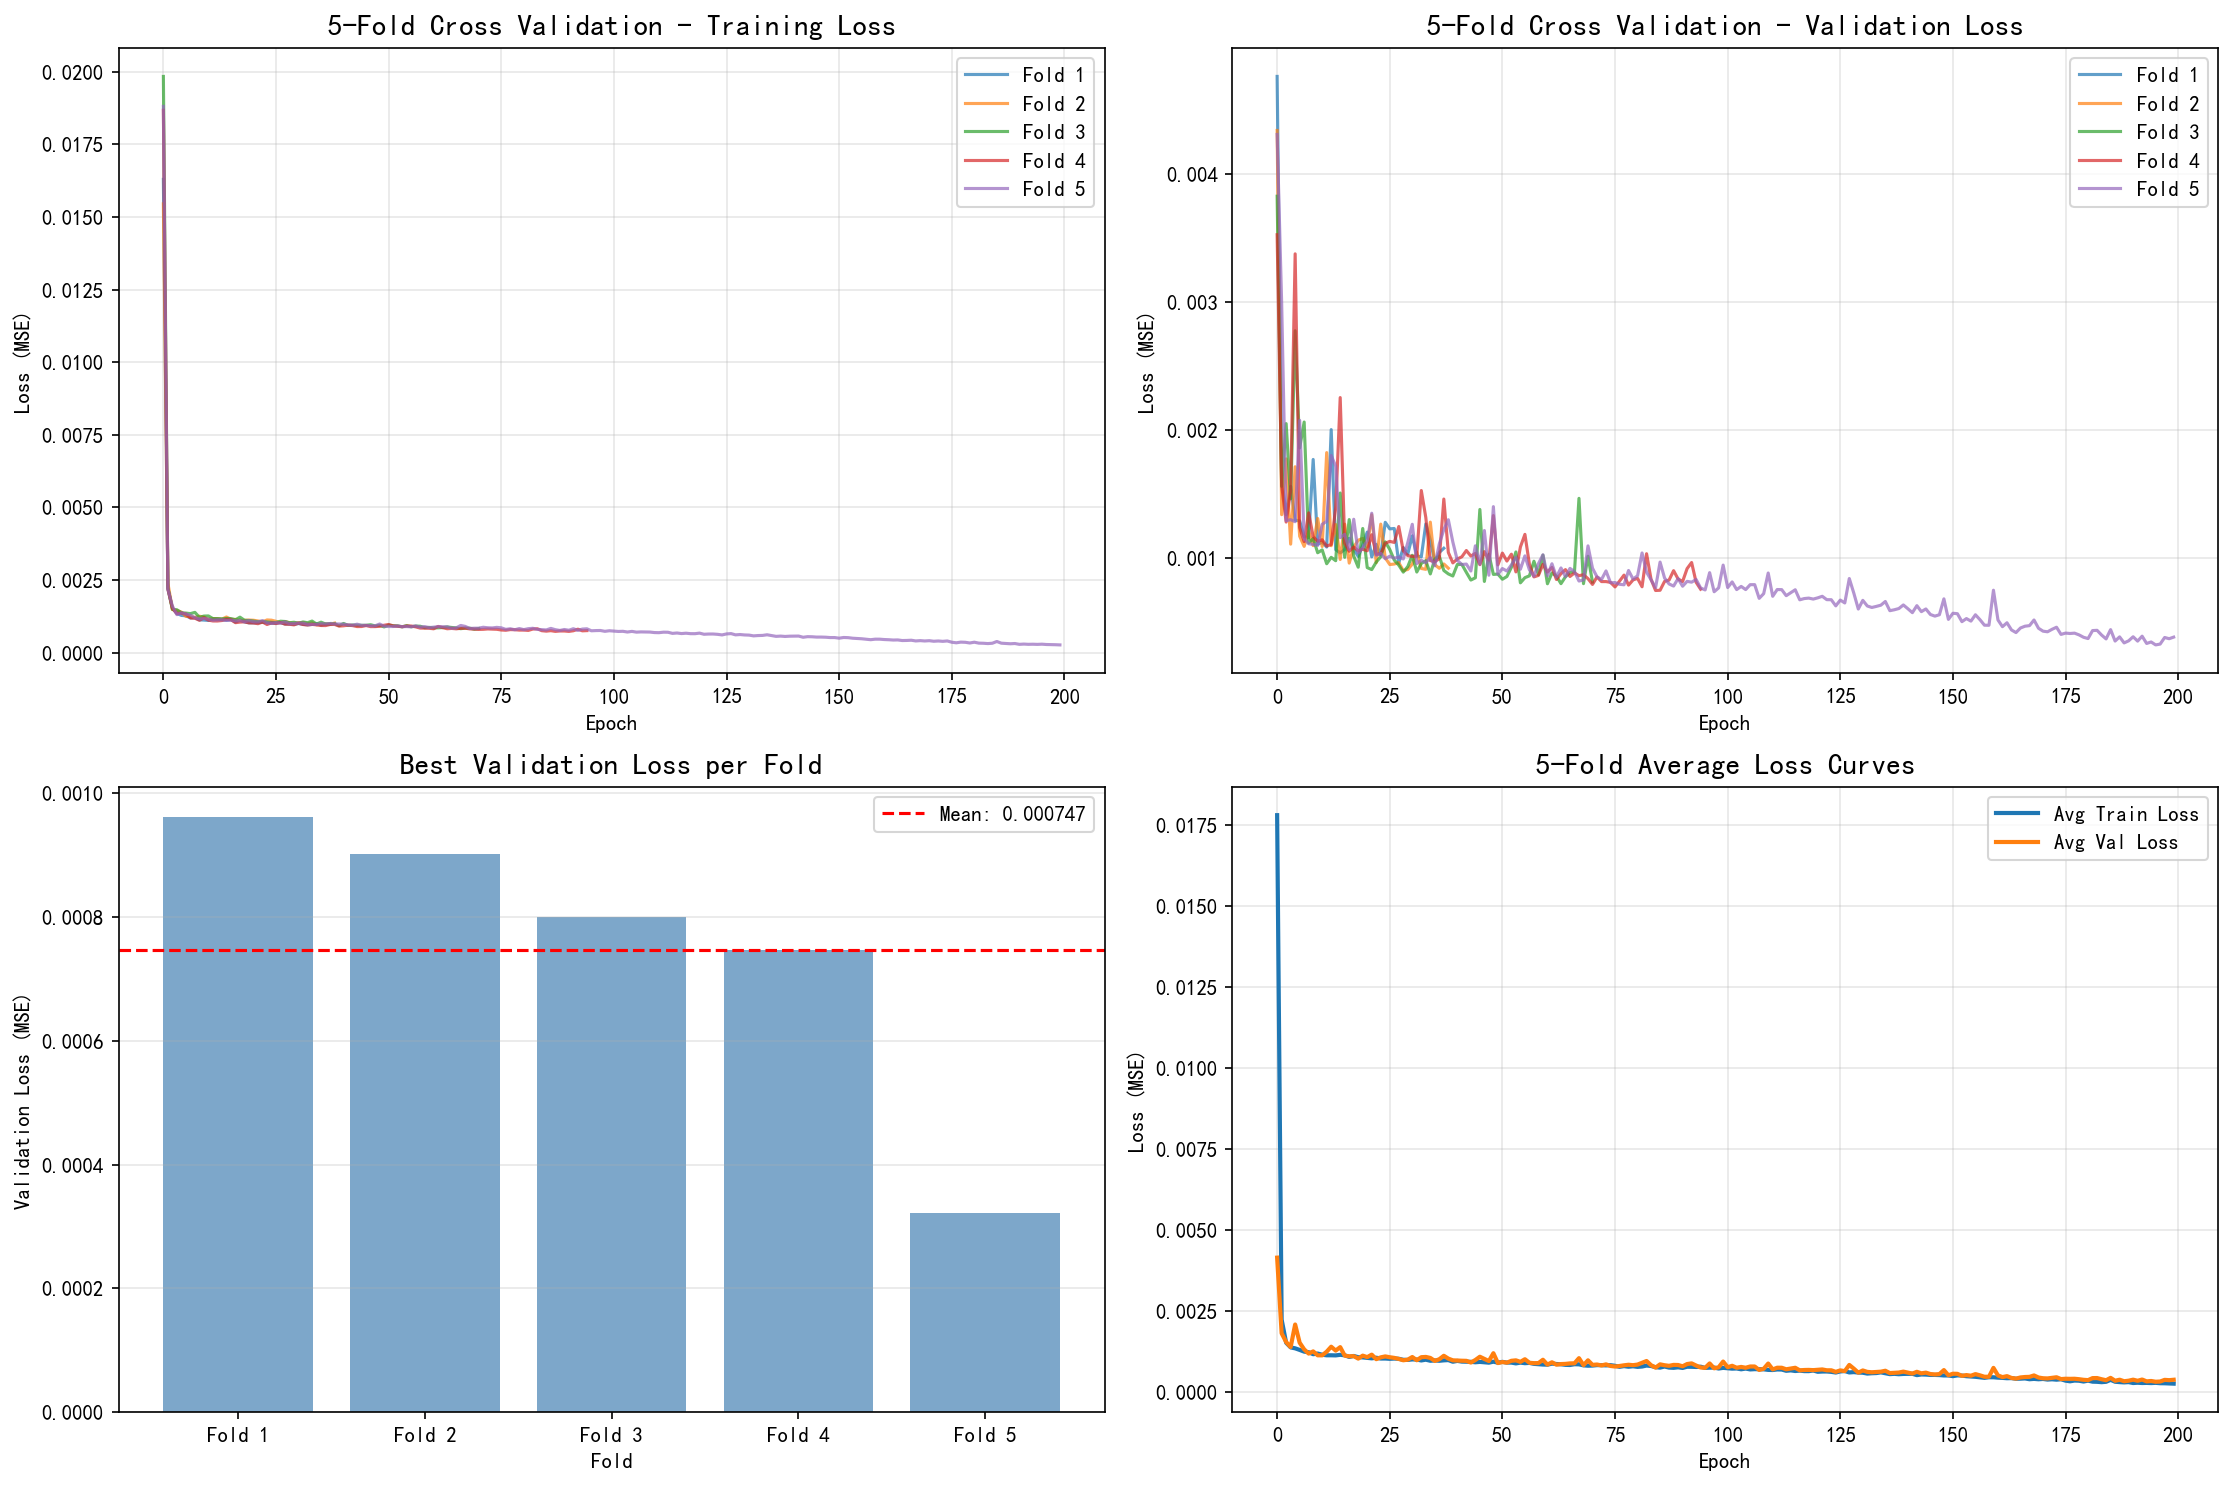 5-Fold Cross Validation - Training Loss
Loss (MSE)
0.0200
0.0175
0.0150
0.0125
0.0100
0.0075
0.0050
0.0025
0.0000
Fold 1
Fold 2
Fold 3
Fold 4
Fold 5
0 25 50 75 100 125 150 175 200
Epoch
5-Fold Cross Validation - Validation Loss
Loss (MSE)
0.004
0.003
0.002
0.001
Fold 1
Fold 2
Fold 3
Fold 4
Fold 5
0 25 50 75 100 125 150 175 200
Epoch
Best Validation Loss per Fold
Validation Loss (MSE)
0.0010
0.0008
0.0006
0.0004
0.0002
0.0000
Mean: 0.000747
Fold 1 Fold 2 Fold 3 Fold 4 Fold 5
Fold
5-Fold Average Loss Curves
Loss (MSE)
0.0175
0.0150
0.0125
0.0100
0.0075
0.0050
0.0025
0.0000
Avg Train Loss
Avg Val Loss
0 25 50 75 100 125 150 175 200
Epoch